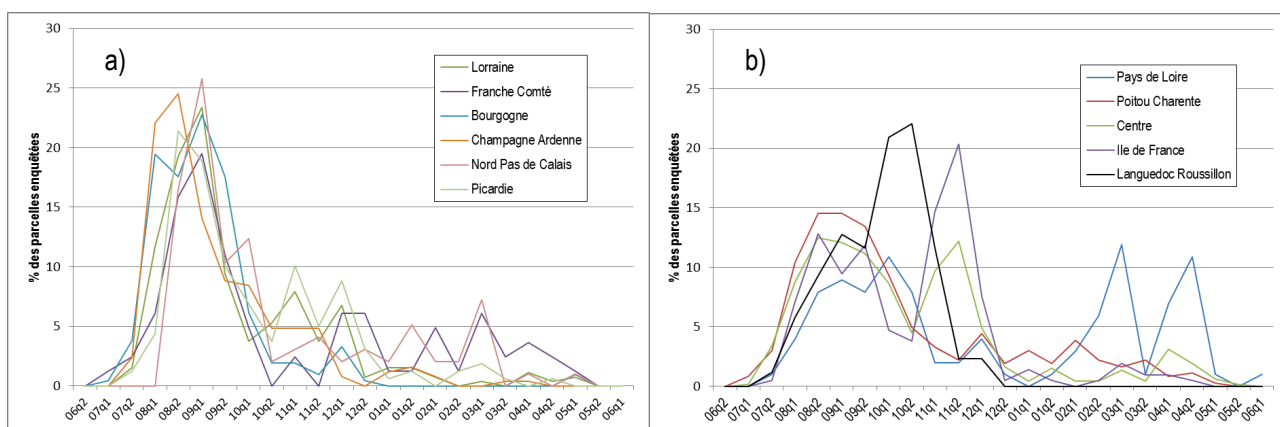 a)
% des parcelles enquêtées
30
25
20
15
10
5
0
Lorraine
Franche Comté
Bourgogne
Champagne Ardenne
Nord Pas de Calais
Picardie
06q2 07q1 07q2 08q1 08q2 09q1 09q2 10q1 10q2 11q1 11q2 12q1 12q2 01q1 01q2 02q1 02q2 03q1 03q2 04q1 04q2 05q1 05q2 06q1
b)
% des parcelles enquêtées
30
25
20
15
10
5
0
Pays de Loire
Poitou Charente
Centre
Ile de France
Languedoc Roussillon
06q2 07q1 07q2 08q1 08q2 09q1 09q2 10q1 10q2 11q1 11q2 12q1 12q2 01q1 01q2 02q1 02q2 03q1 03q2 04q1 04q2 05q1 05q2 06q1